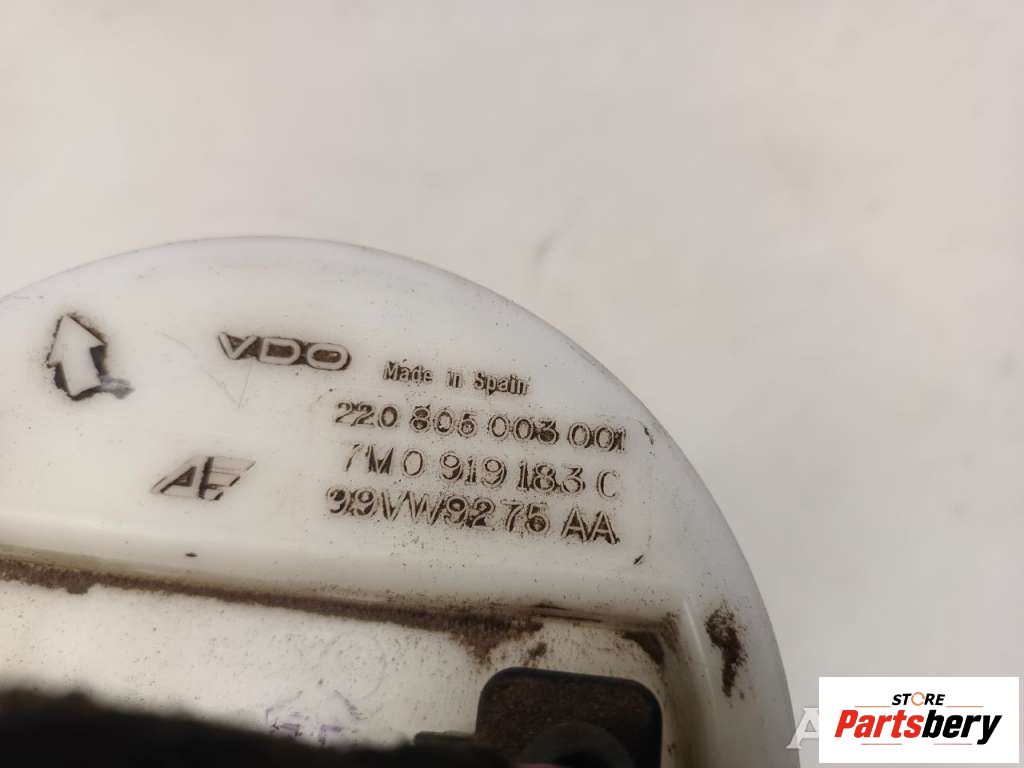 VDO Made in Spain
220 805 003 001
7M0 919 183 C
AE
99VW9275 AA
STORE
Partsbery